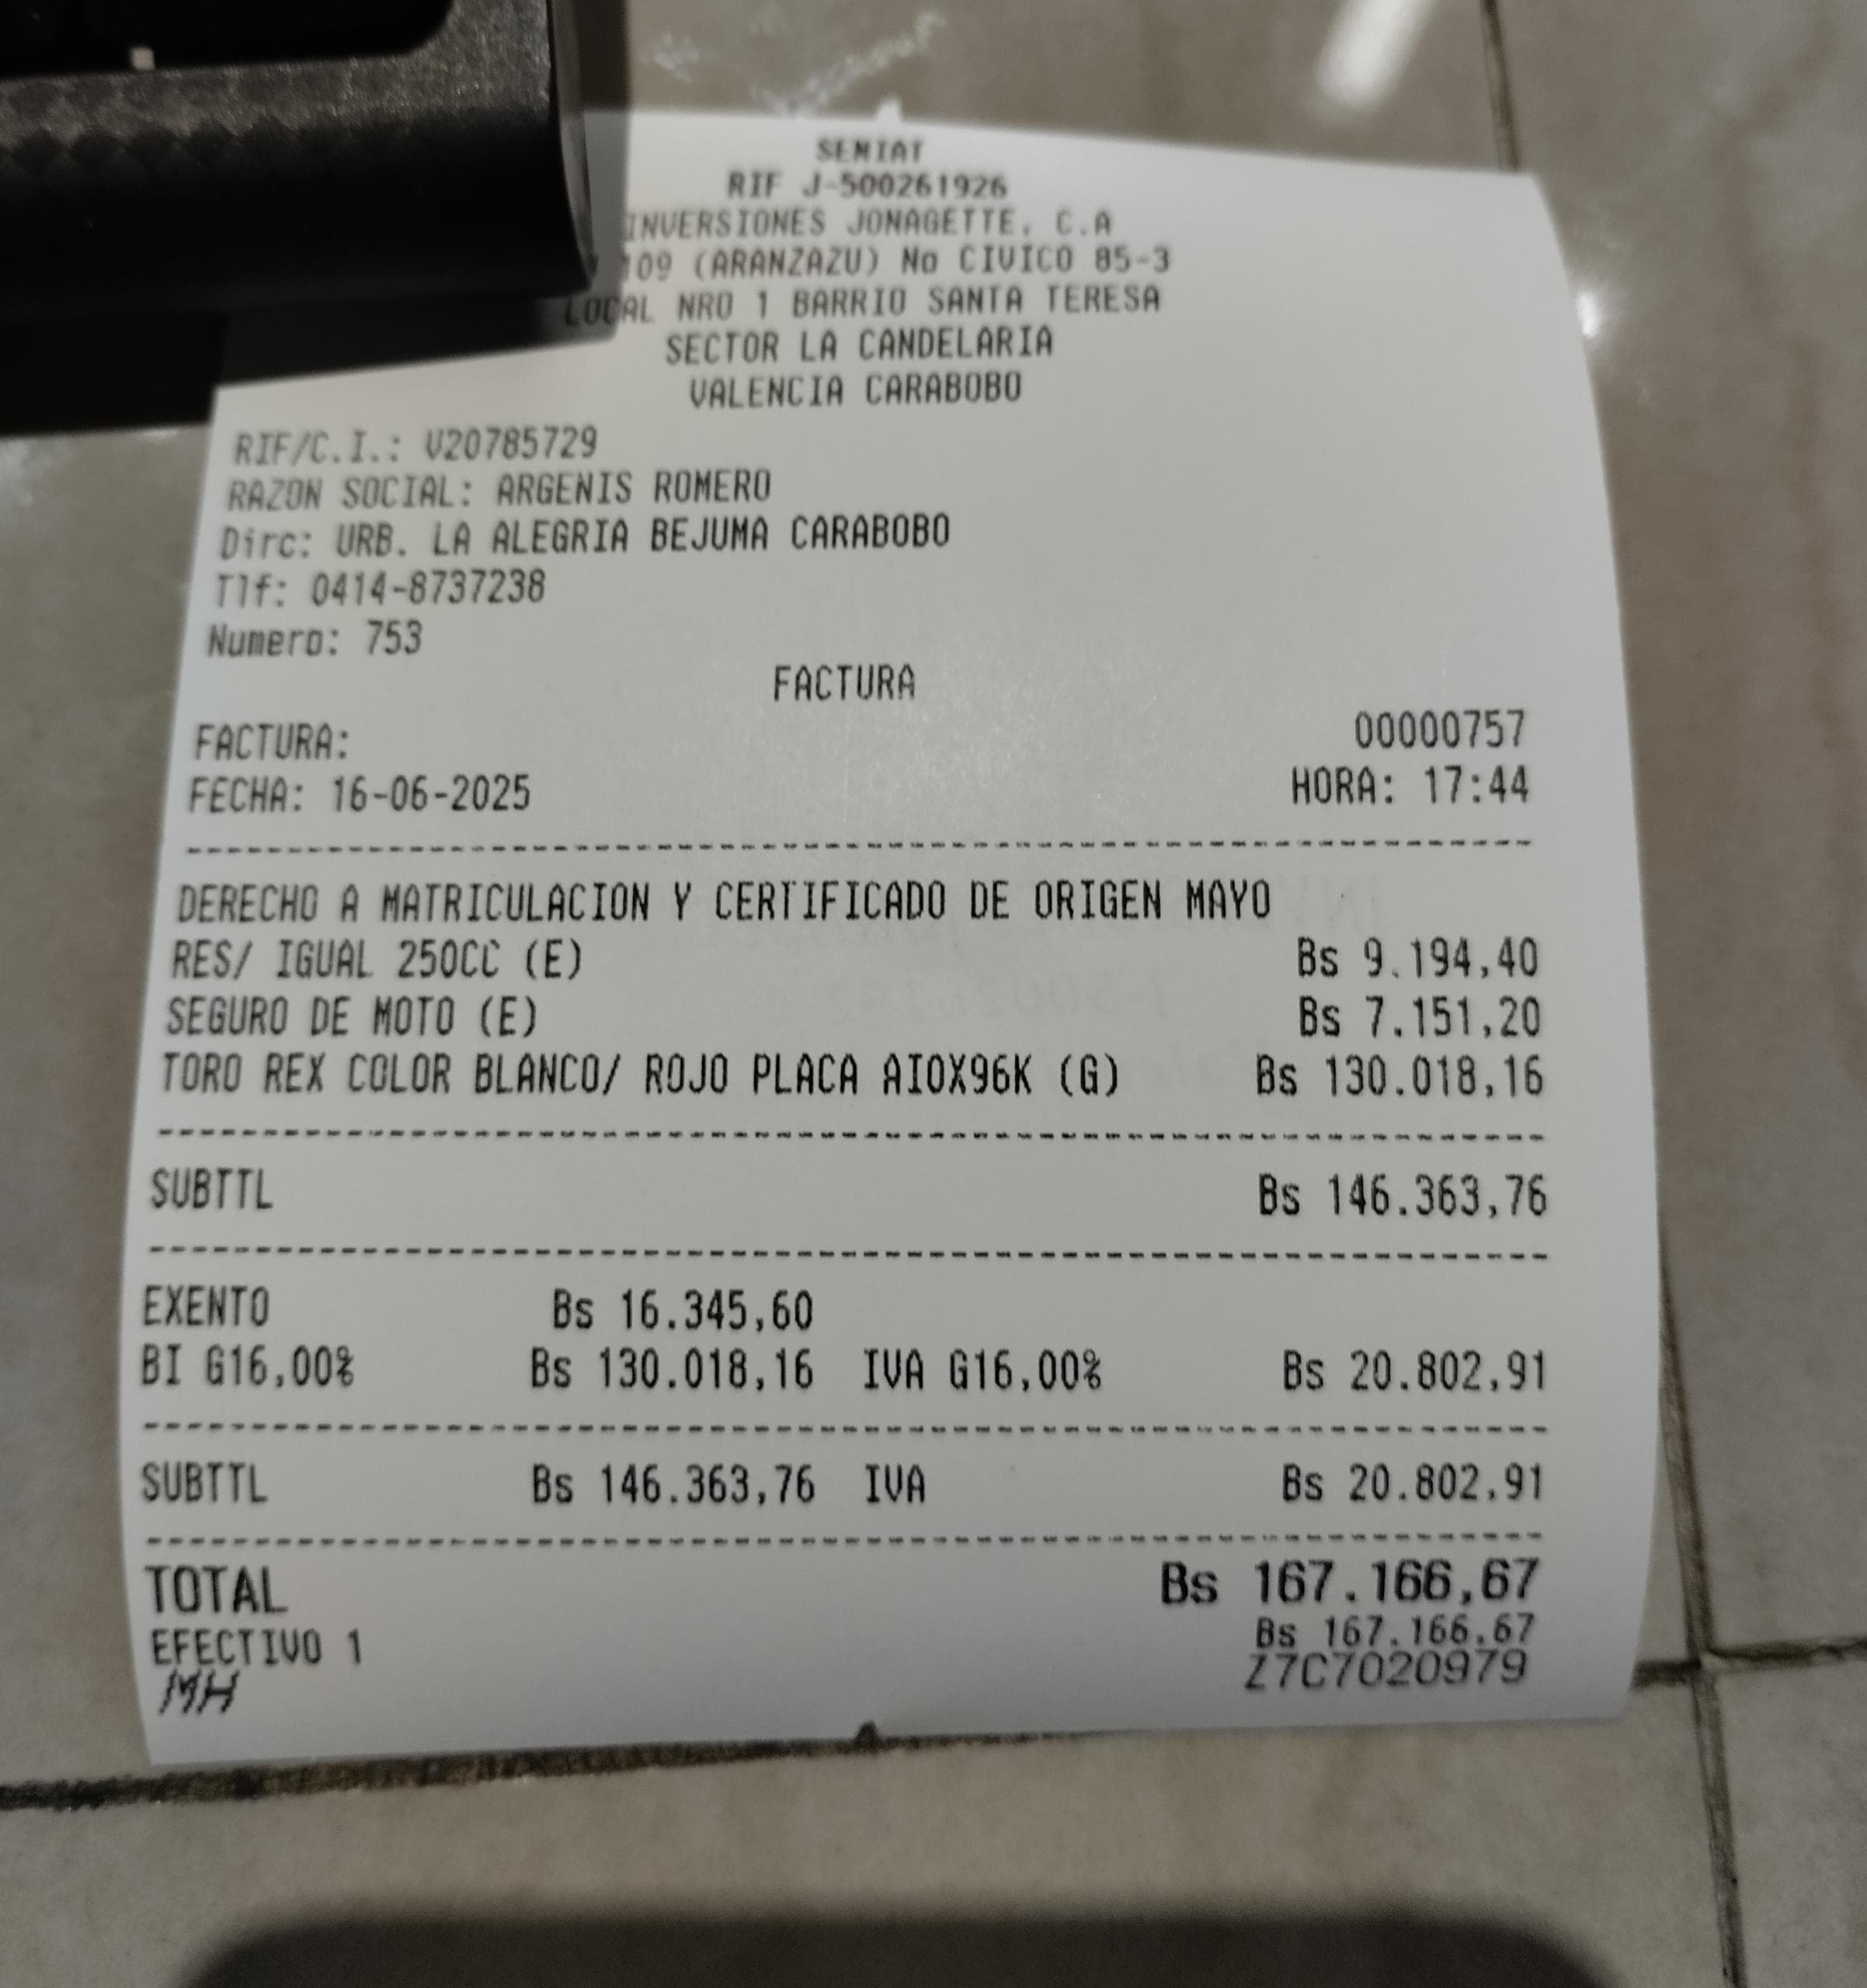 SENIAT
RIF J-500261926
INVERSIONES JONAGETTE, C.A
109 (ARANZAZU) No CIVICO 85-3
LOCAL NRO 1 BARRIO SANTA TERESA
SECTOR LA CANDELARIA
VALENCIA CARABOBO
RIF/C.I.: V20785729
RAZON SOCIAL: ARGENIS ROMERO
Dirc: URB. LA ALEGRIA BEJUMA CARABOBO
Tlf: 0414-8737238
Numero: 753
FACTURA
FACTURA: 00000757
FECHA: 16-06-2025 HORA: 17:44
DERECHO A MATRICULACION Y CERTIFICADO DE ORIGEN MAYO
RES/ IGUAL 250CC (E) Bs 9.194,40
SEGURO DE MOTO (E) Bs 7.151,20
TORO REX COLOR BLANCO/ ROJO PLACA AI0X96K (G) Bs 130.018,16
SUBTTL Bs 146.363,76
EXENTO Bs 16.345,60
BI G16,00% Bs 130.018,16 IVA G16,00% Bs 20.802,91
SUBTTL Bs 146.363,76 IVA Bs 20.802,91
TOTAL Bs 167.166,67
EFECTIVO 1 Bs 167.166,67
MH Z7C7020979